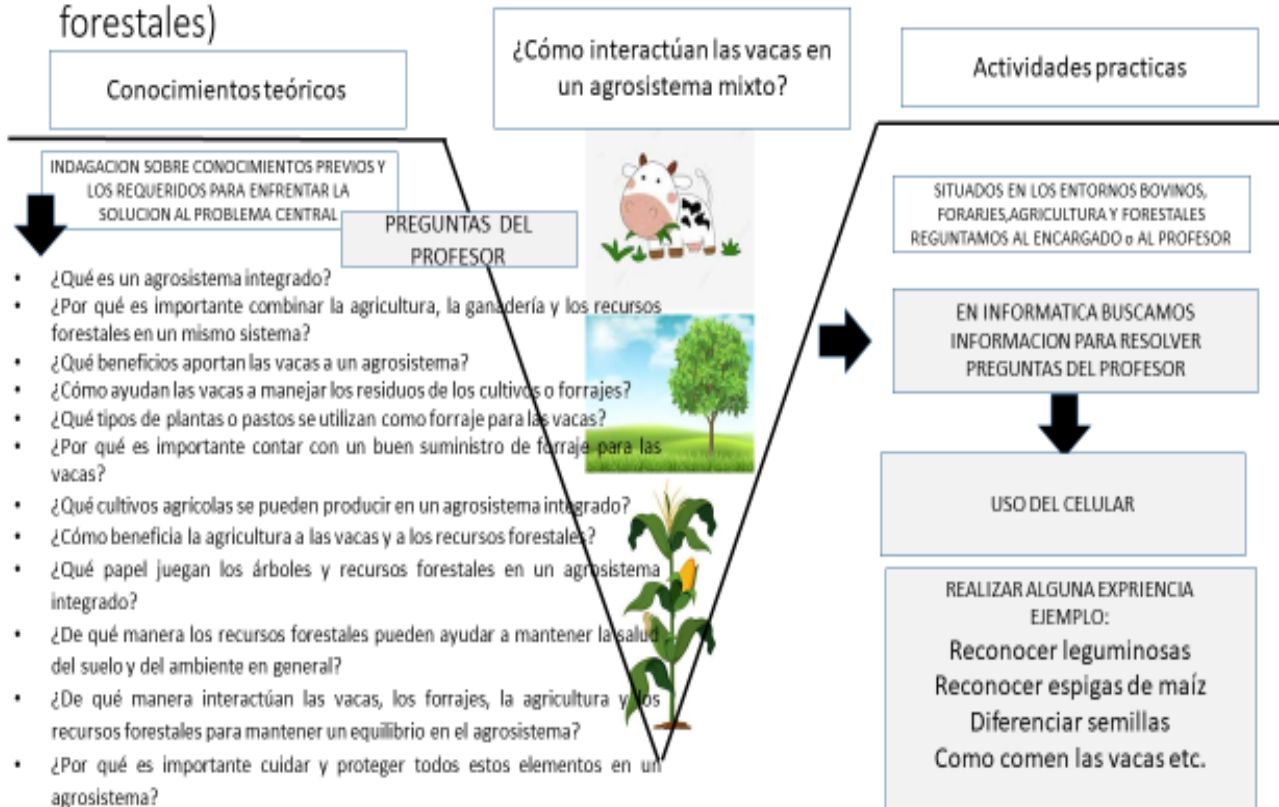 forestales)
Conocimientos teóricos
¿Cómo interactúan las vacas en
un agrosistema mixto?
Actividades practicas
INDAGACION SOBRE CONOCIMIENTOS PREVIOS Y
LOS REQUERIDOS PARA ENFRENTAR LA
SOLUCION AL PROBLEMA CENTRAL
PREGUNTAS DEL
PROFESOR
• ¿Qué es un agrosistema integrado?
• ¿Por qué es importante combinar la agricultura, la ganadería y los recursos
forestales en un mismo sistema?
• ¿Qué beneficios aportan las vacas a un agrosistema?
• ¿Cómo ayudan las vacas a manejar los residuos de los cultivos o forrajes?
• ¿Qué tipos de plantas o pastos se utilizan como forraje para las vacas?
• ¿Por qué es importante contar con un buen suministro de forraje para las
vacas?
• ¿Qué cultivos agrícolas se pueden producir en un agrosistema integrado?
• ¿Cómo beneficia la agricultura a las vacas y a los recursos forestales?
• ¿Qué papel juegan los árboles y recursos forestales en un agrosistema
integrado?
• ¿De qué manera los recursos forestales pueden ayudar a mantener la salud
del suelo y del ambiente en general?
• ¿De qué manera interactúan las vacas, los forrajes, la agricultura y los
recursos forestales para mantener un equilibrio en el agrosistema?
• ¿Por qué es importante cuidar y proteger todos estos elementos en un
agrosistema?
SITUADOS EN LOS ENTORNOS BOVINOS,
FORARJES,AGRICULTURA Y FORESTALES
REGUNTAMOS AL ENCARGADO o AL PROFESOR
EN INFORMATICA BUSCAMOS
INFORMACION PARA RESOLVER
PREGUNTAS DEL PROFESOR
USO DEL CELULAR
REALIZAR ALGUNA EXPRIENCIA
EJEMPLO:
Reconocer leguminosas
Reconocer espigas de maíz
Diferenciar semillas
Como comen las vacas etc.